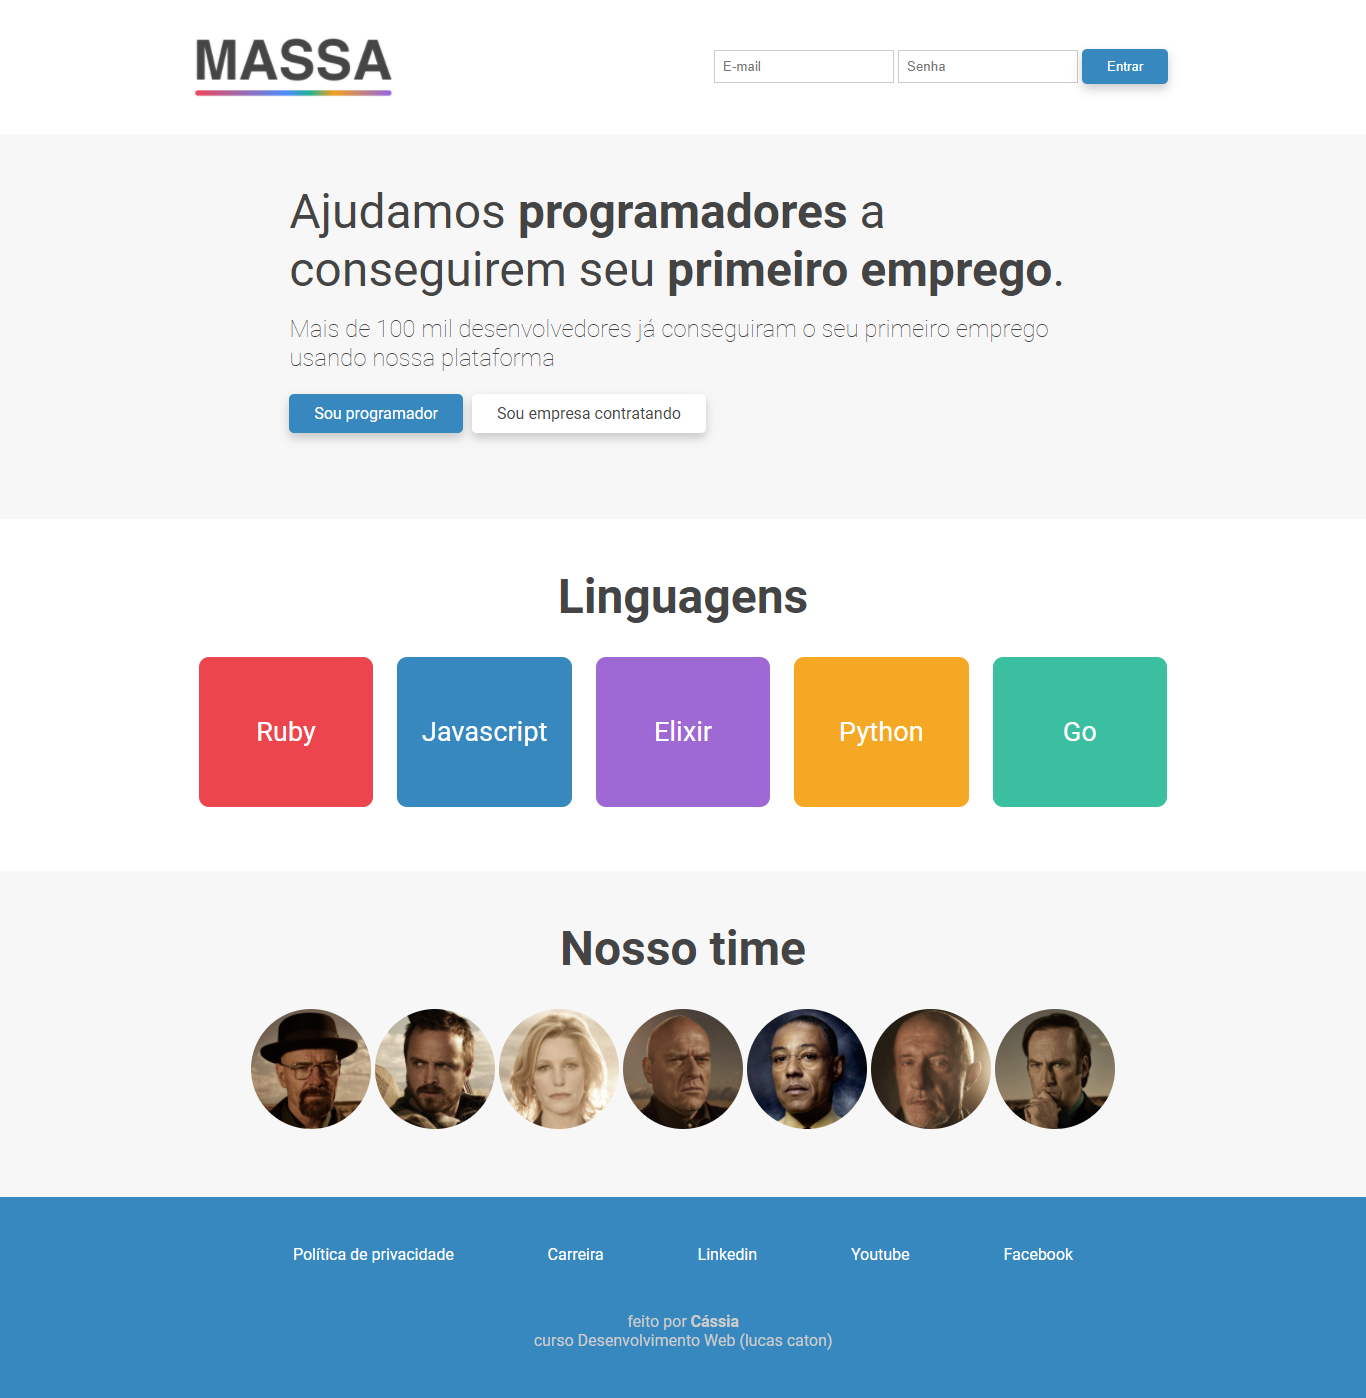 MASSA
E-mail
Senha
Entrar
Ajudamos programadores a
conseguirem seu primeiro emprego.
Mais de 100 mil desenvolvedores já conseguiram o seu primeiro emprego
usando nossa plataforma
Sou programador
Sou empresa contratando
Linguagens
Ruby
Javascript
Elixir
Python
Go
Nosso time
Política de privacidade
Carreira
Linkedin
Youtube
Facebook
feito por Cássia
curso Desenvolvimento Web (lucas caton)